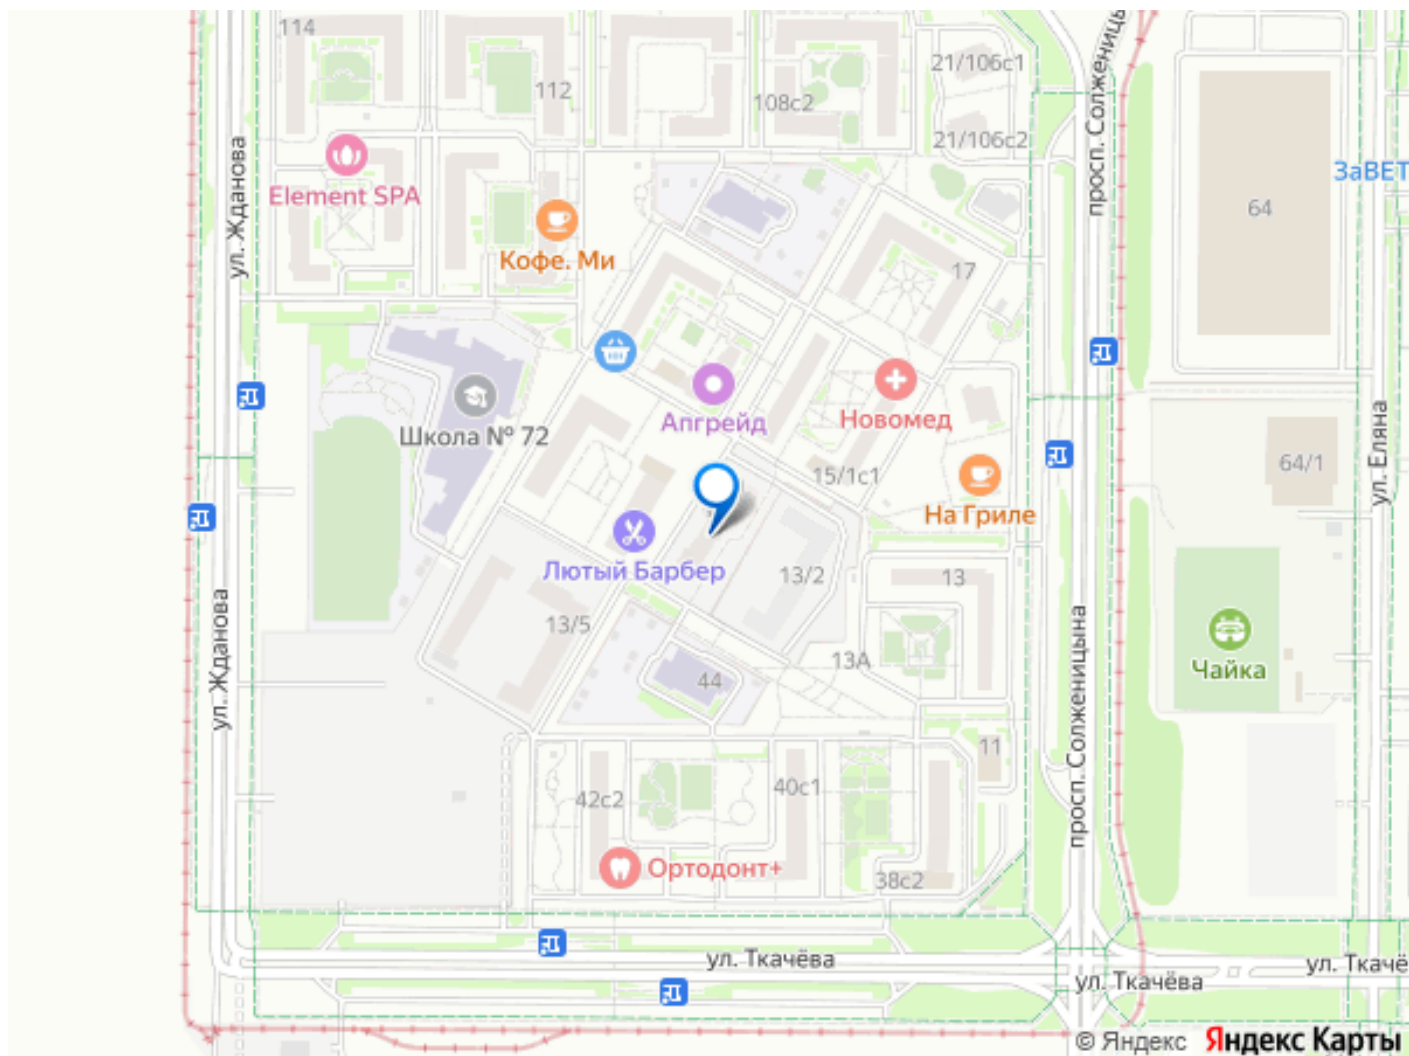 114
112
108с2
21/106с1
21/106с2
просп. Солженицы
ЗаВЕТ
64
ул. Жданова
Element SPA
Кофе. Ми
17
Школа № 72
Апгрейд
Новомед
15/1с1
На Гриле
64/1
ул. Еляна
Лютый Барбер
13/2
13
13/5
13А
44
Чайка
ул. Жданова
просп. Солженицына
11
42с2
40с1
Ортодонт+
38с2
ул. Ткачёва
ул. Ткачёва
ул. Ткачё
© Яндекс Яндекс Карты